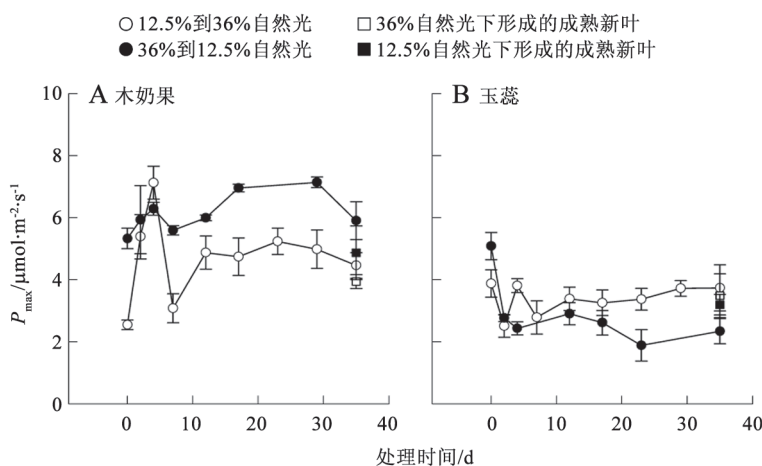 ○ 12.5%到36%自然光 □ 36%自然光下形成的成熟新叶
● 36%到12.5%自然光 ■ 12.5%自然光下形成的成熟新叶
A 木奶果 B 玉蕊
10
8
6
4
2
0
P max/μmol·m⁻²·s⁻¹
0 10 20 30 40 0 10 20 30 40
处理时间/d